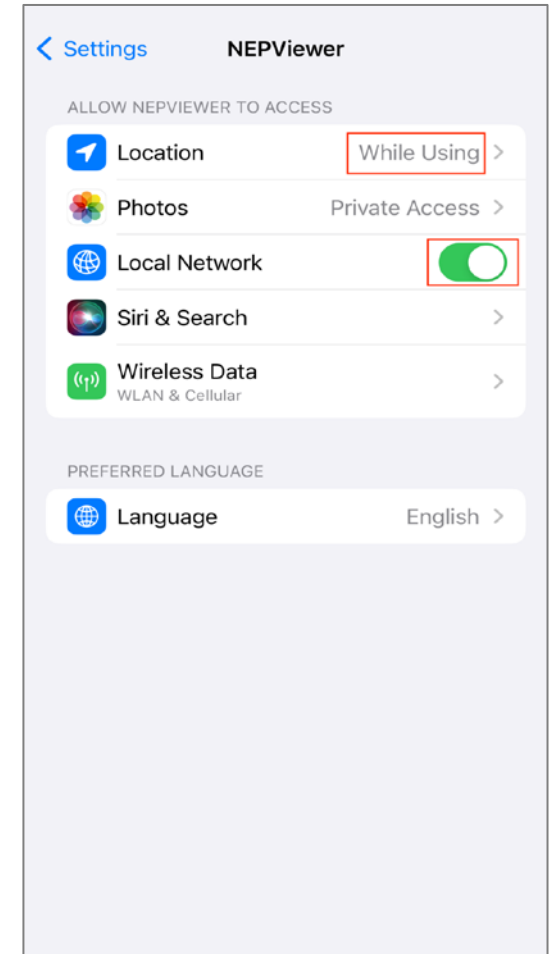 Settings
NEPViewer
ALLOW NEPVIEWER TO ACCESS
Location While Using
Photos Private Access
Local Network
Siri & Search
Wireless Data
WLAN & Cellular
PREFERRED LANGUAGE
Language English